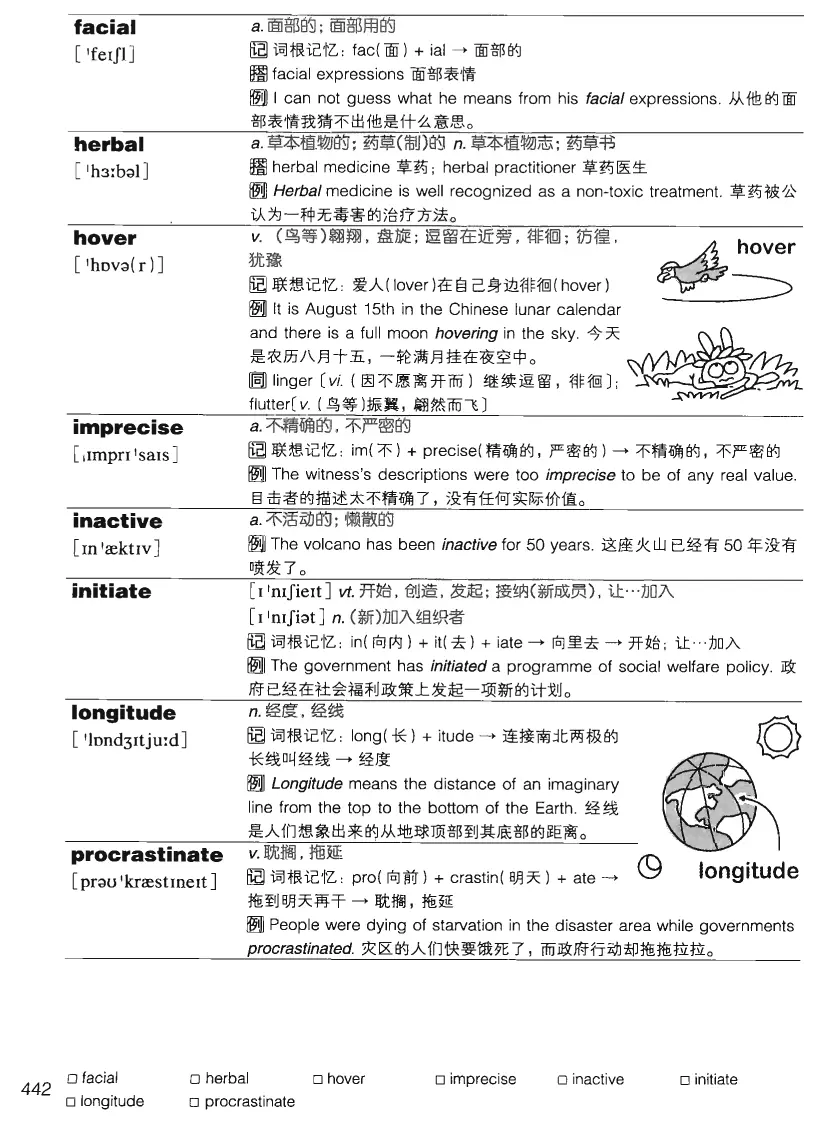 facial
[ˈfeɪʃl]
a. 面部的；面部用的
记 词根记忆：fac(面) + ial → 面部的
搭 facial expressions 面部表情
例 I can not guess what he means from his facial expressions. 从他的面
部表情我猜不出他是什么意思。
herbal
[ˈhɜːbəl]
a. 草本植物的；药草(制)的 n. 草本植物志；药草书
搭 herbal medicine 草药；herbal practitioner 草药医生
例 Herbal medicine is well recognized as a non-toxic treatment. 草药被公
认为一种无毒害的治疗方法。
hover
[ˈhɒvə(r)]
v. （鸟等）翱翔，盘旋；逗留在近旁，徘徊；彷徨，
犹豫
记 联想记忆：爱人(lover)在自己身边徘徊(hover)
例 It is August 15th in the Chinese lunar calendar
and there is a full moon hovering in the sky. 今天
是农历八月十五，一轮满月挂在夜空中。
同 linger〔vi.（因不愿离开而）继续逗留，徘徊〕；
flutter〔v.（鸟等）振翼，翩然而飞〕
hover
imprecise
[ˌɪmprɪˈsaɪs]
a. 不精确的，不严密的
记 联想记忆：im(不) + precise(精确的，严密的) → 不精确的，不严密的
例 The witness's descriptions were too imprecise to be of any real value.
目击者的描述太不精确了，没有任何实际价值。
inactive
[ɪnˈæktɪv]
a. 不活动的；懒散的
例 The volcano has been inactive for 50 years. 这座火山已经有 50 年没有
喷发了。
initiate
[ɪˈnɪʃieɪt] vt. 开始，创造，发起；接纳(新成员)，让…加入
[ɪˈnɪʃiət] n. (新)加入组织者
记 词根记忆：in(向内) + it(去) + iate → 向里去 → 开始；让…加入
例 The government has initiated a programme of social welfare policy. 政
府已经在社会福利政策上发起一项新的计划。
longitude
[ˈlɒndʒɪtjuːd]
n. 经度，经线
记 词根记忆：long(长) + itude → 连接南北两极的
长线叫经线 → 经度
例 Longitude means the distance of an imaginary
line from the top to the bottom of the Earth. 经线
是人们想象出来的从地球顶部到其底部的距离。
longitude
procrastinate
[prəʊˈkræstɪneɪt]
v. 耽搁，拖延
记 词根记忆：pro(向前) + crastin(明天) + ate →
拖到明天再干 → 耽搁，拖延
例 People were dying of starvation in the disaster area while governments
procrastinated. 灾区的人们快要饿死了，而政府行动却拖拖拉拉。
442
□ facial □ herbal □ hover □ imprecise □ inactive □ initiate
□ longitude □ procrastinate